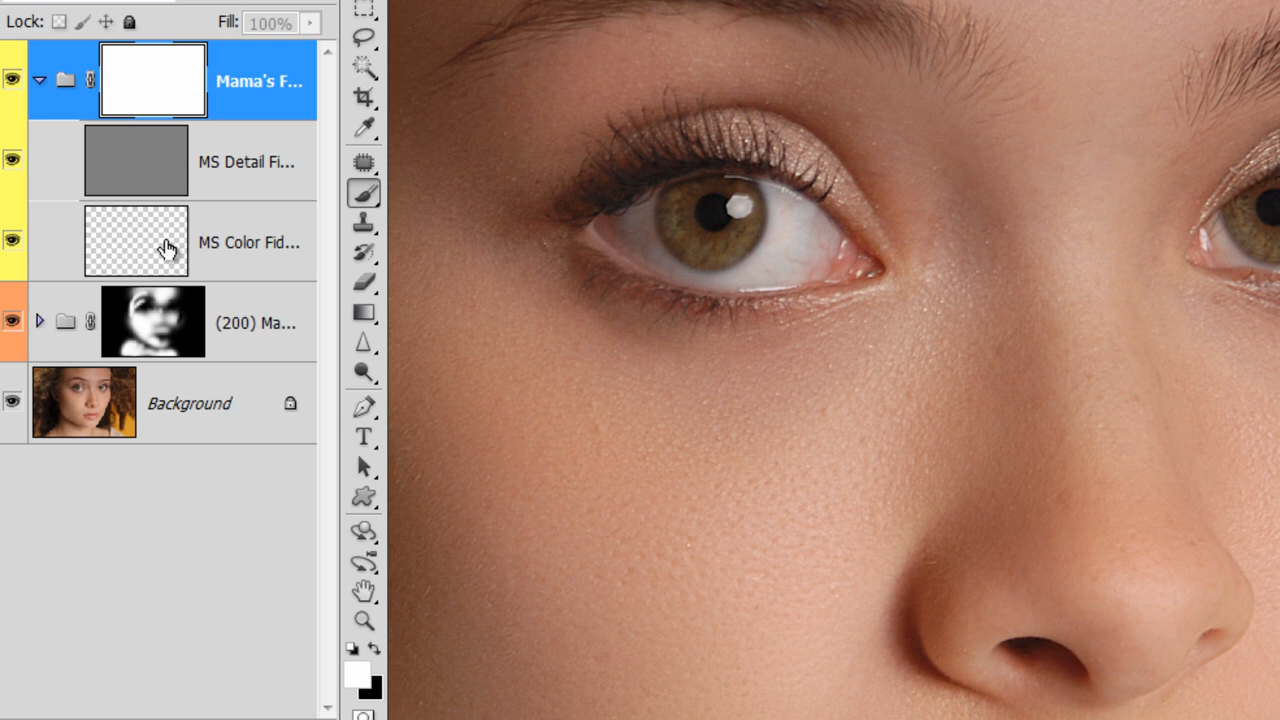 Lock: Fill: 100%
Mama's F...
MS Detail Fi...
MS Color Fid...
(200) Ma...
Background